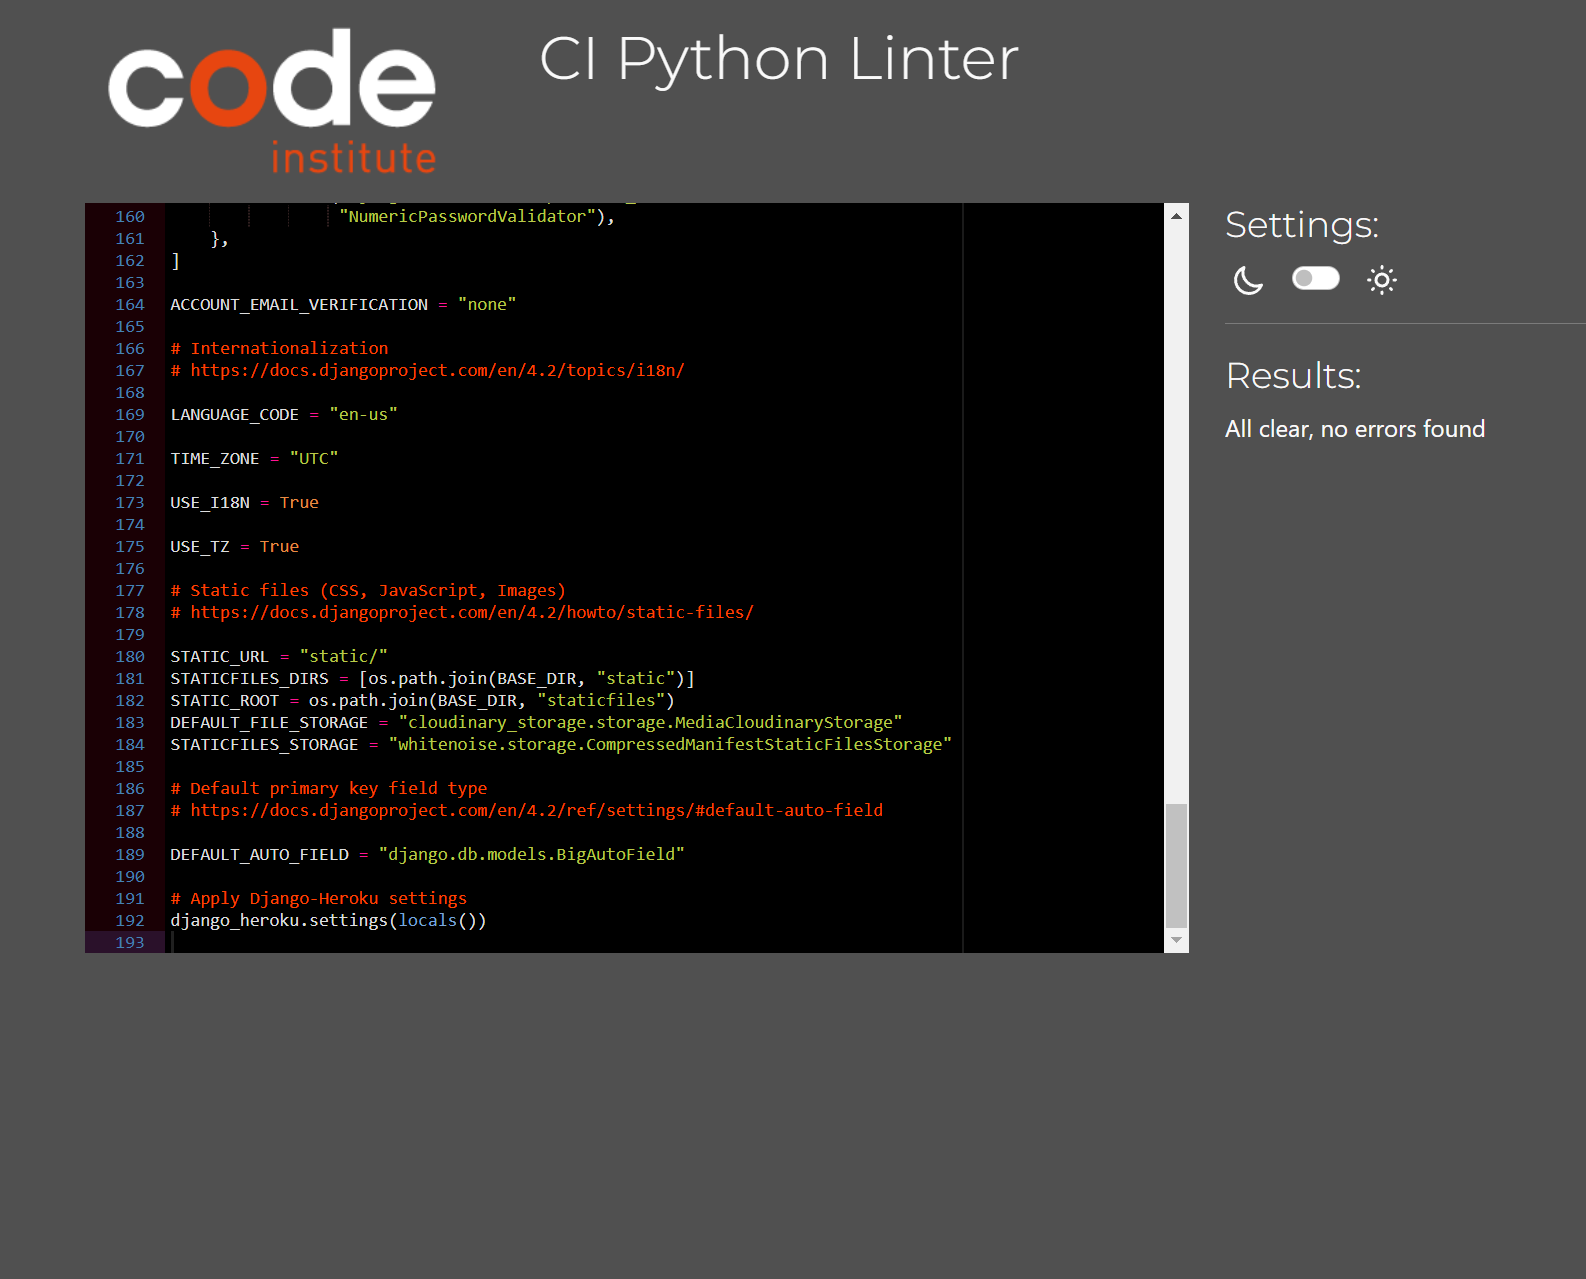 code
institute
CI Python Linter
160 "NumericPasswordValidator"),
161 },
162 ]
163
164 ACCOUNT_EMAIL_VERIFICATION = "none"
165
166 # Internationalization
167 # https://docs.djangoproject.com/en/4.2/topics/i18n/
168
169 LANGUAGE_CODE = "en-us"
170
171 TIME_ZONE = "UTC"
172
173 USE_I18N = True
174
175 USE_TZ = True
176
177 # Static files (CSS, JavaScript, Images)
178 # https://docs.djangoproject.com/en/4.2/howto/static-files/
179
180 STATIC_URL = "static/"
181 STATICFILES_DIRS = [os.path.join(BASE_DIR, "static")]
182 STATIC_ROOT = os.path.join(BASE_DIR, "staticfiles")
183 DEFAULT_FILE_STORAGE = "cloudinary_storage.storage.MediaCloudinaryStorage"
184 STATICFILES_STORAGE = "whitenoise.storage.CompressedManifestStaticFilesStorage"
185
186 # Default primary key field type
187 # https://docs.djangoproject.com/en/4.2/ref/settings/#default-auto-field
188
189 DEFAULT_AUTO_FIELD = "django.db.models.BigAutoField"
190
191 # Apply Django-Heroku settings
192 django_heroku.settings(locals())
193
Settings:
Results:
All clear, no errors found